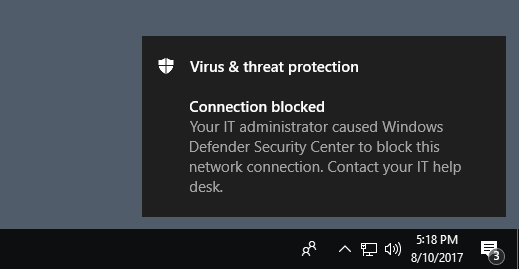 Virus & threat protection
Connection blocked
Your IT administrator caused Windows
Defender Security Center to block this
network connection. Contact your IT help
desk.
5:18 PM
8/10/2017
3